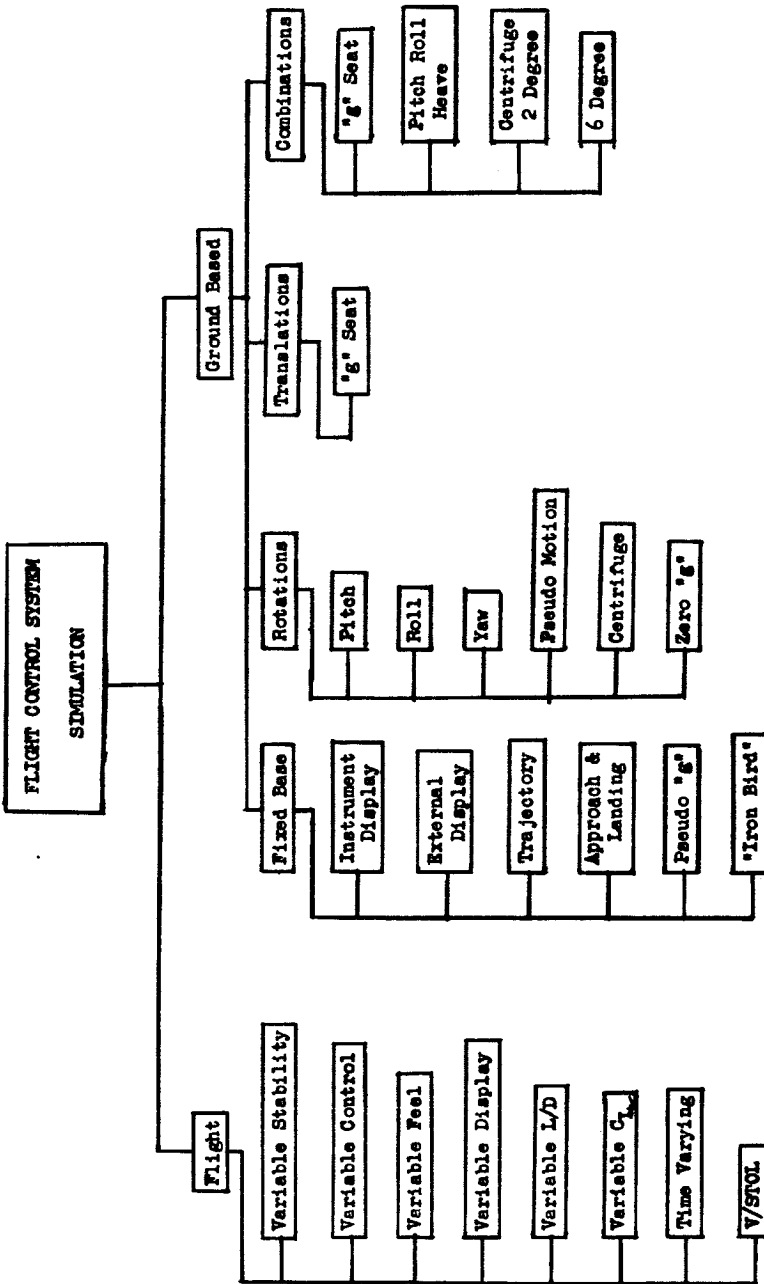 FLIGHT CONTROL SYSTEM
SIMULATION
Flight
Variable Stability
Variable Control
Variable Feel
Variable Display
Variable L/D
Variable
Time Varying
V/STOL
Ground Based
Fixed Base
Instrument
Display
External
Display
Trajectory
Approach &
Landing
Pseudo "g"
"Iron Bird"
Rotations
Pitch
Roll
Yaw
Pseudo Motion
Centrifuge
Zero "g"
Translations
"g" Seat
Combinations
"g" Seat
Pitch Roll
Heave
Centrifuge
2 Degree
6 Degree